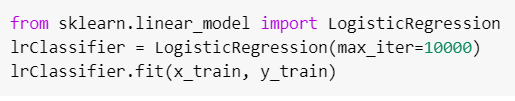 from sklearn.linear_model import LogisticRegression
lrClassifier = LogisticRegression(max_iter=10000)
lrClassifier.fit(x_train, y_train)